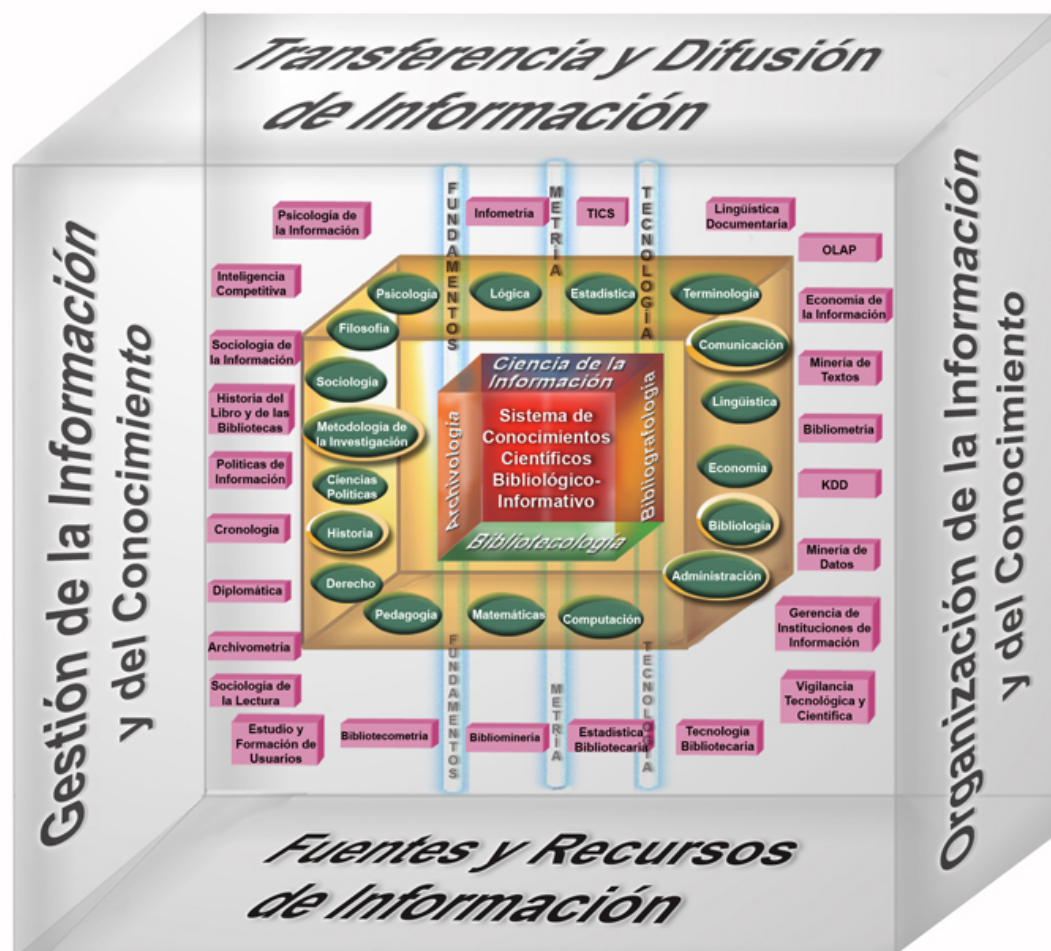 Transferencia y Difusión
de Información
Gestión de la Información
y del Conocimiento
Organización de la Información
y del Conocimiento
Fuentes y Recursos
de Información
FUNDAMENTOS
METRÍA
TECNOLOGÍA
Psicología de
la Información
Infometría
TICS
Lingüística
Documentaria
OLAP
Inteligencia
Competitiva
Economia de
la Información
Sociología de
la Información
Minería de
Textos
Historia del
Libro y de las
Bibliotecas
Bibliometría
Políticas de
Información
KDD
Cronología
Minería de
Datos
Diplomática
Gerencia de
Instituciones de
Información
Archivometría
Sociología de
la Lectura
Vigilancia
Tecnológica y
Científica
Estudio y
Formación de
Usuarios
Bibliotecometría
Bibliominería
Estadística
Bibliotecaria
Tecnología
Bibliotecaria
Psicología
Lógica
Estadística
Terminología
Filosofia
Comunicación
Sociología
Lingüística
Metodología de
la Investigación
Ciencias
Políticas
Economía
Historia
Bibliología
Derecho
Administración
Pedagogía
Matemáticas
Computación
Ciencia de la
Información
Archivología
Bibliografología
Bibliotecología
Sistema de
Conocimientos
Científicos
Bibliológico-
Informativo
FUNDAMENTOS
METRÍA
TECNOLOGÍA